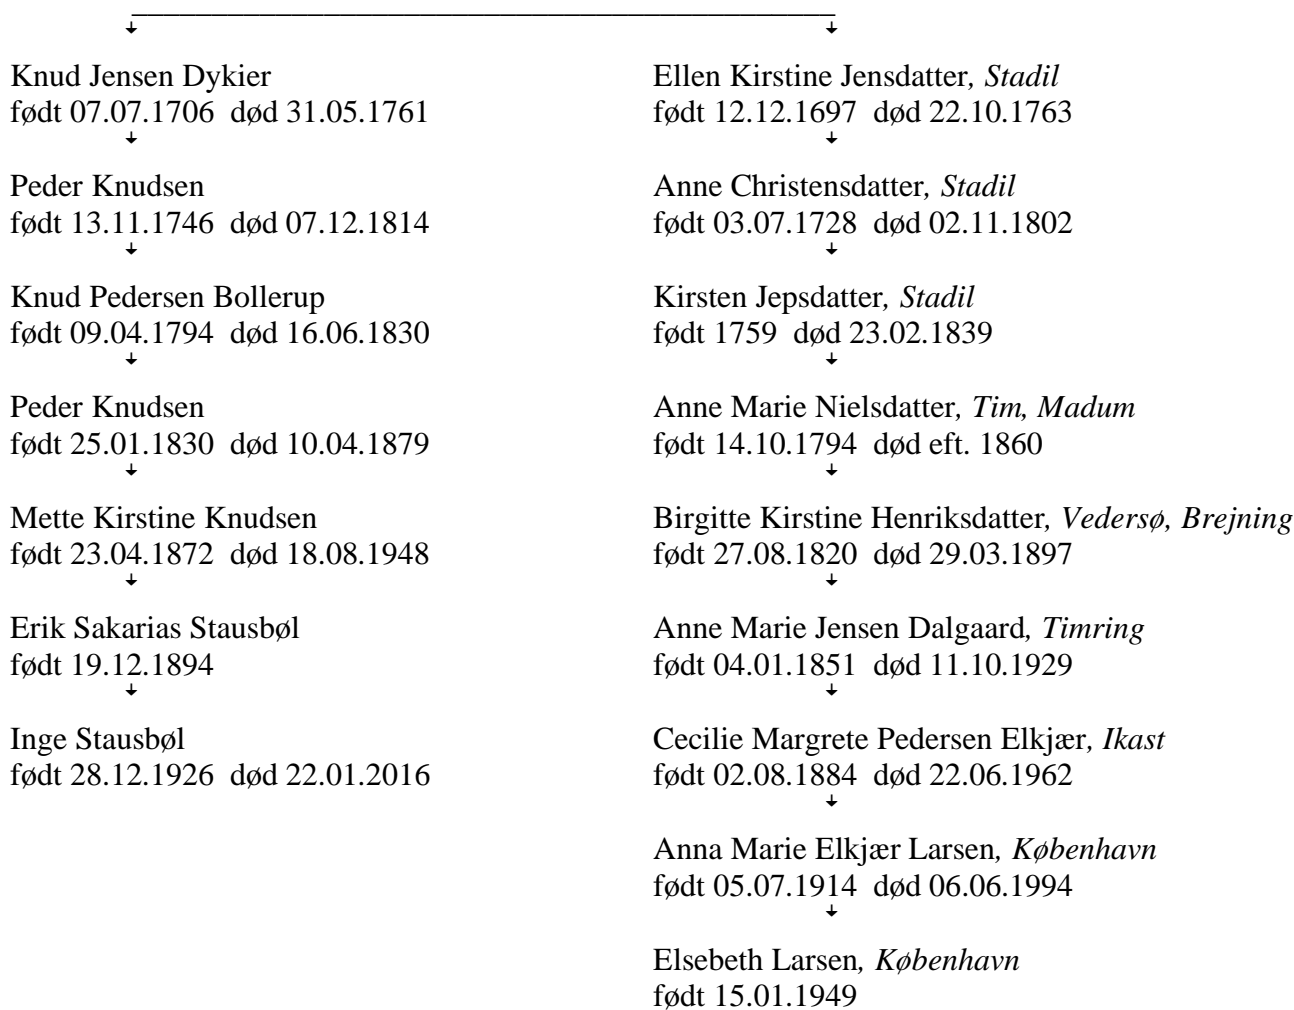 Knud Jensen Dykier
født 07.07.1706 død 31.05.1761
Peder Knudsen
født 13.11.1746 død 07.12.1814
Knud Pedersen Bollerup
født 09.04.1794 død 16.06.1830
Peder Knudsen
født 25.01.1830 død 10.04.1879
Mette Kirstine Knudsen
født 23.04.1872 død 18.08.1948
Erik Sakarias Stausbøl
født 19.12.1894
Inge Stausbøl
født 28.12.1926 død 22.01.2016
Ellen Kirstine Jensdatter, Stadil
født 12.12.1697 død 22.10.1763
Anne Christensdatter, Stadil
født 03.07.1728 død 02.11.1802
Kirsten Jepsdatter, Stadil
født 1759 død 23.02.1839
Anne Marie Nielsdatter, Tim, Madum
født 14.10.1794 død eft. 1860
Birgitte Kirstine Henriksdatter, Vedersø, Brejning
født 27.08.1820 død 29.03.1897
Anne Marie Jensen Dalgaard, Timring
født 04.01.1851 død 11.10.1929
Cecilie Margrete Pedersen Elkjær, Ikast
født 02.08.1884 død 22.06.1962
Anna Marie Elkjær Larsen, København
født 05.07.1914 død 06.06.1994
Elsebeth Larsen, København
født 15.01.1949